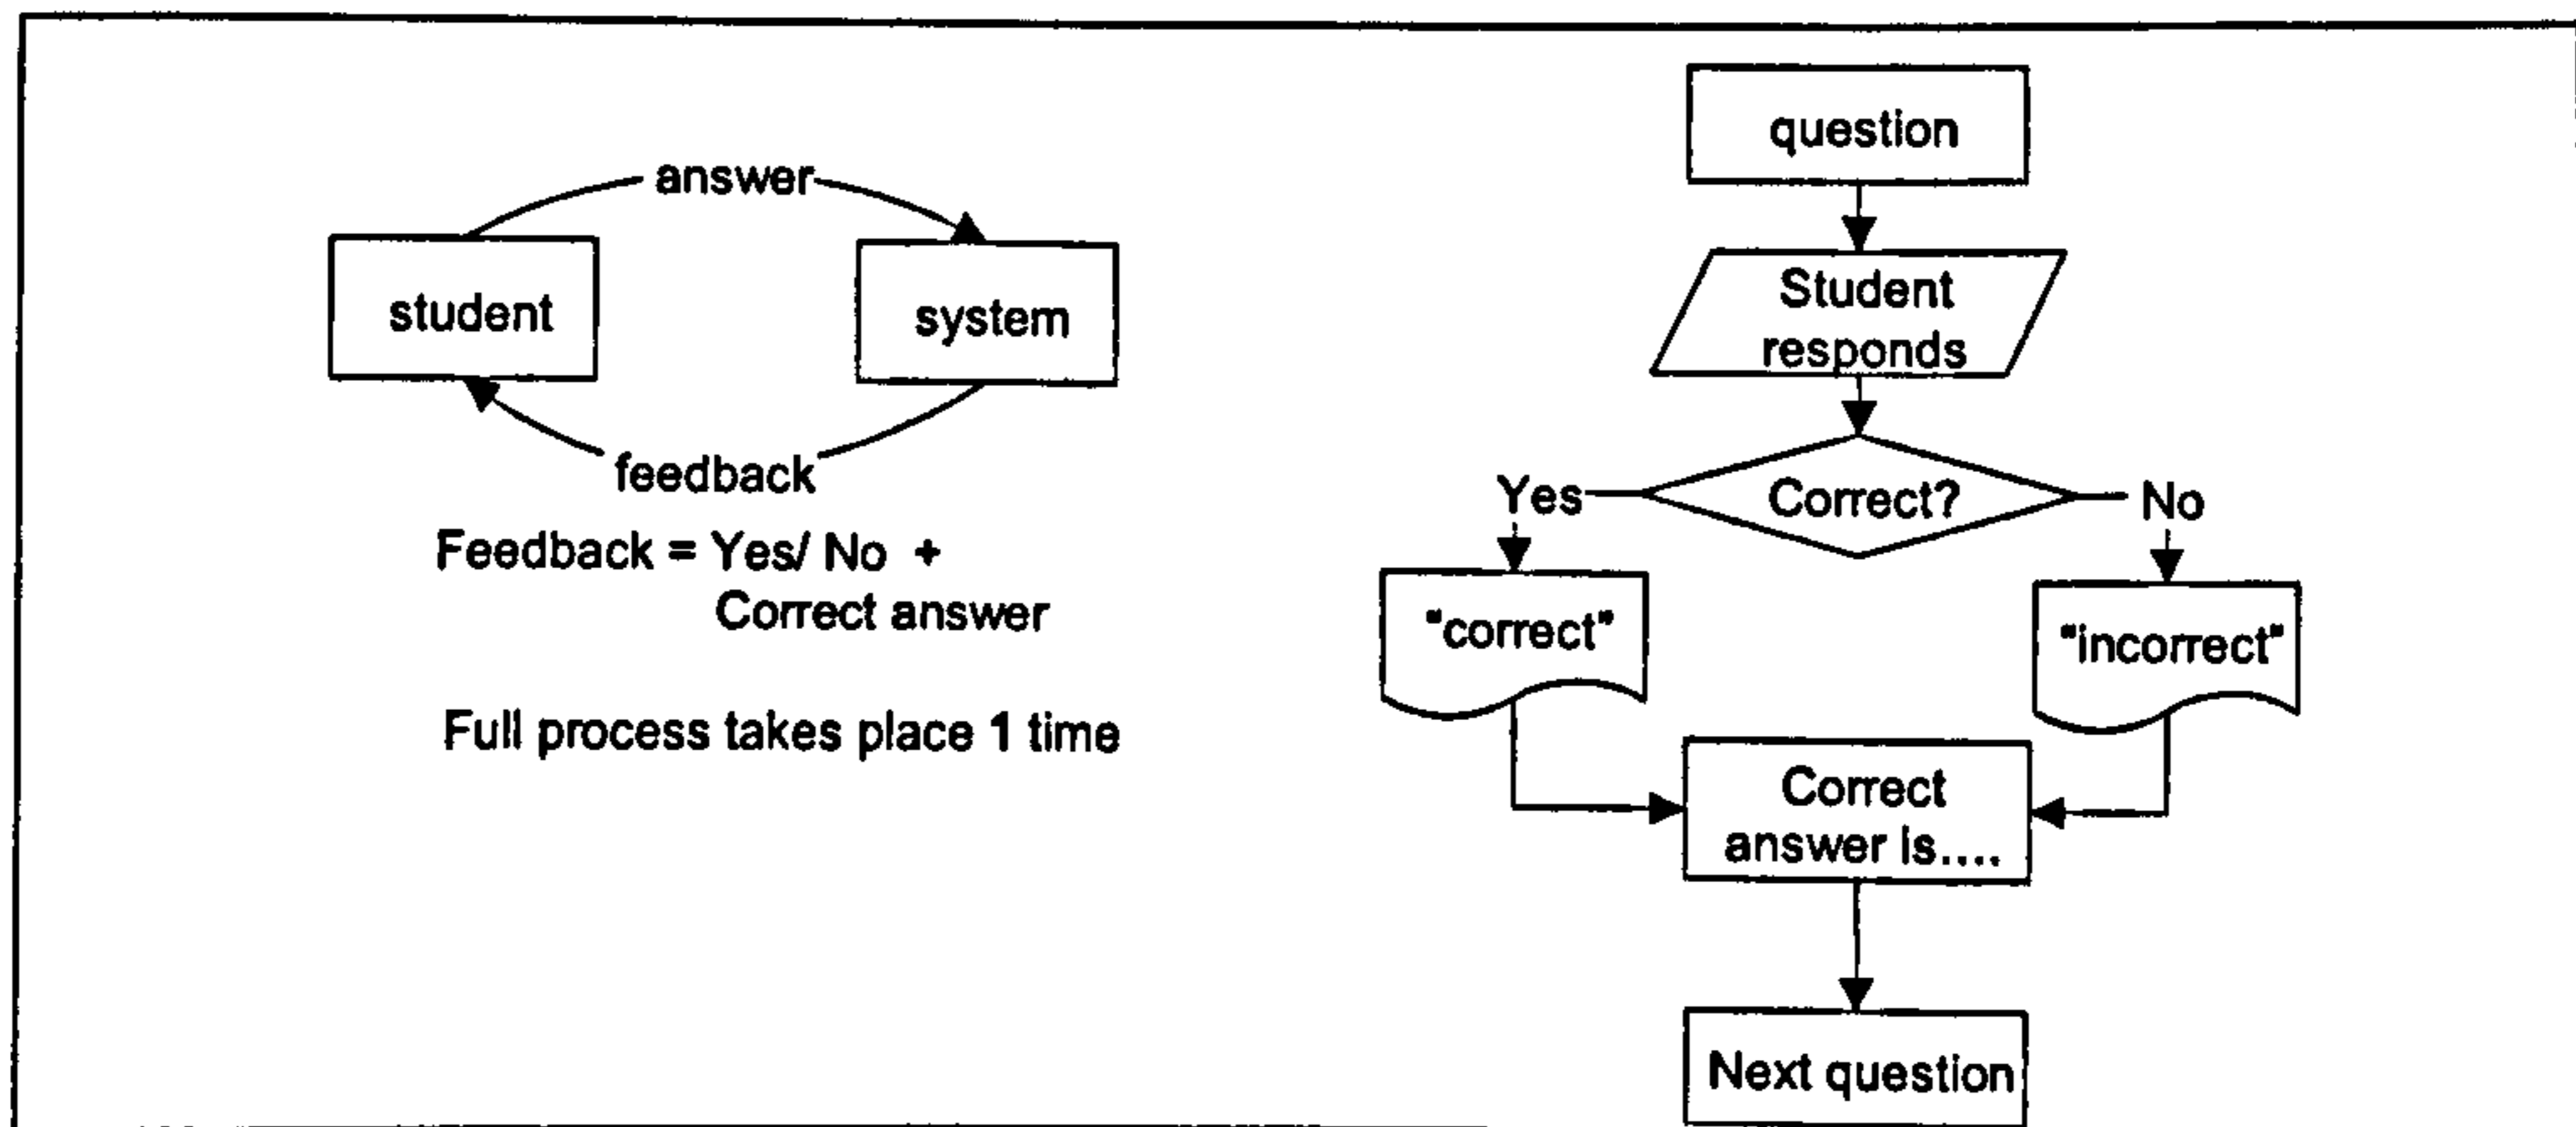 answer
student
system
feedback
Feedback = Yes/ No +
Correct answer
Full process takes place 1 time
question
Student
responds
Correct?
Yes
No
"correct"
"incorrect"
Correct
answer is....
Next question